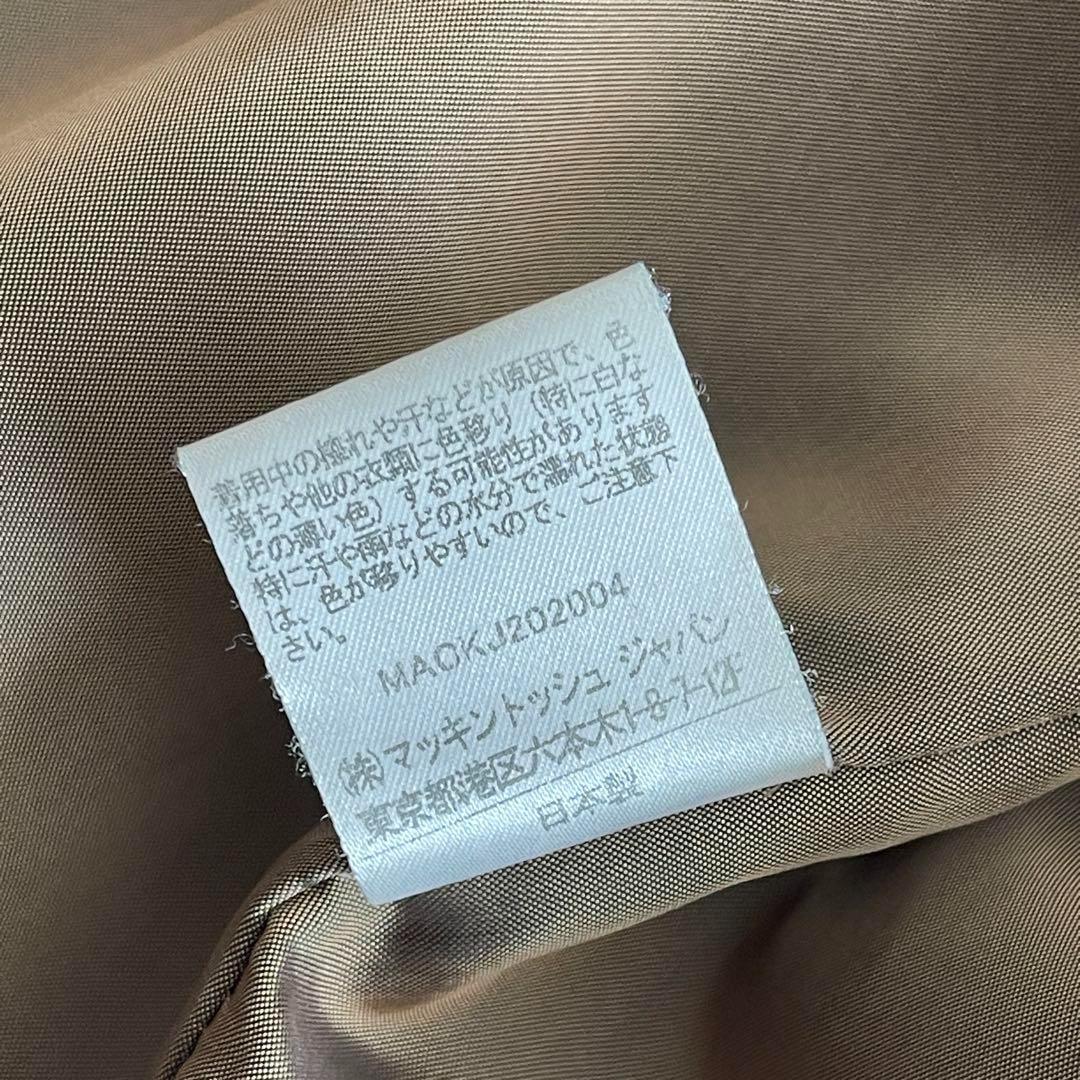 着用中の擦れや汗などが原因で、色
落ちや他の衣類に色移り（特に白な
どの薄い色）する可能性があります
特に汗や雨などの水分で濡れた状態
は、色が移りやすいので、ご注意下
さい。
MACKJ202004
㈱マッキントッシュ ジャパン
東京都港区六本木1-8-7-12F
日本製